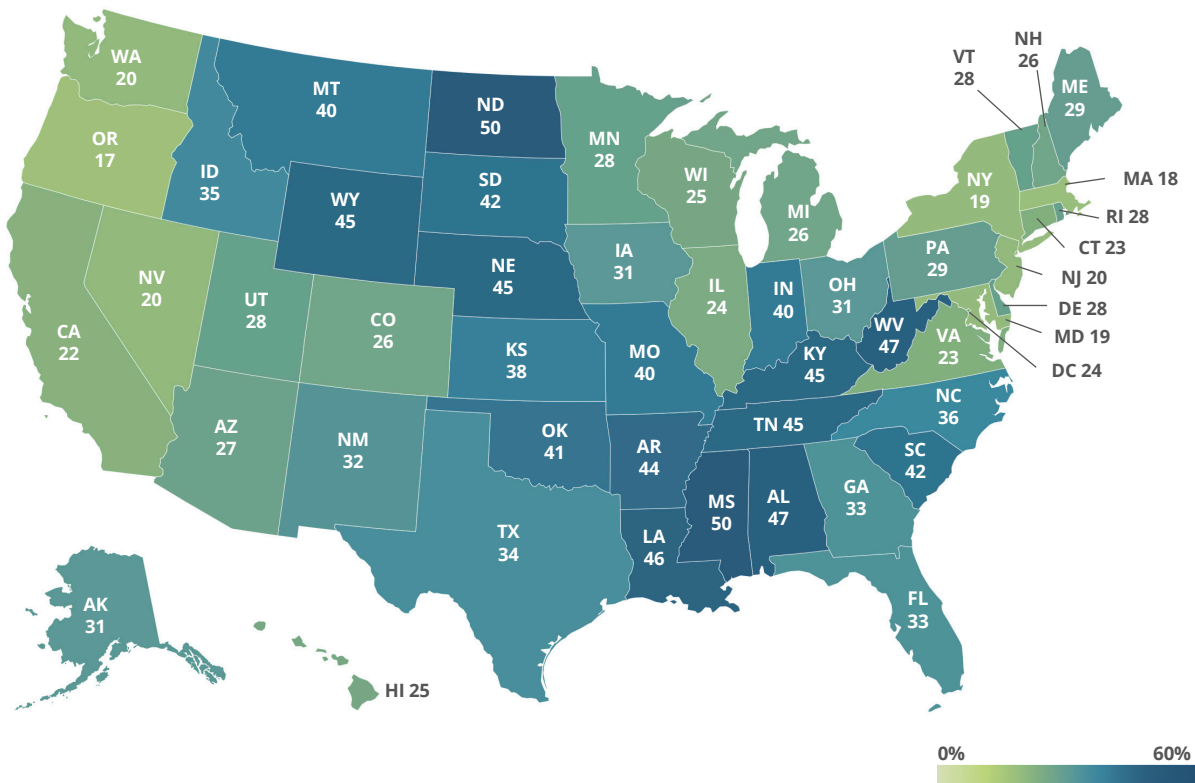 NH
26
VT
28
WA
20
ME
29
MT
40
ND
50
OR
17
MN
28
ID
35
WI
25
MA 18
SD
42
NY
19
WY
45
MI
26
RI 28
CT 23
PA
29
IA
31
NE
45
NJ 20
NV
20
UT
28
IL
24
IN
40
OH
31
DE 28
CA
22
CO
26
WV
47
MD 19
VA
23
KS
38
MO
40
KY
45
DC 24
NC
36
AZ
27
NM
32
OK
41
TN 45
AR
44
SC
42
MS
50
AL
47
GA
33
TX
34
LA
46
AK
31
FL
33
HI 25
0% 60%